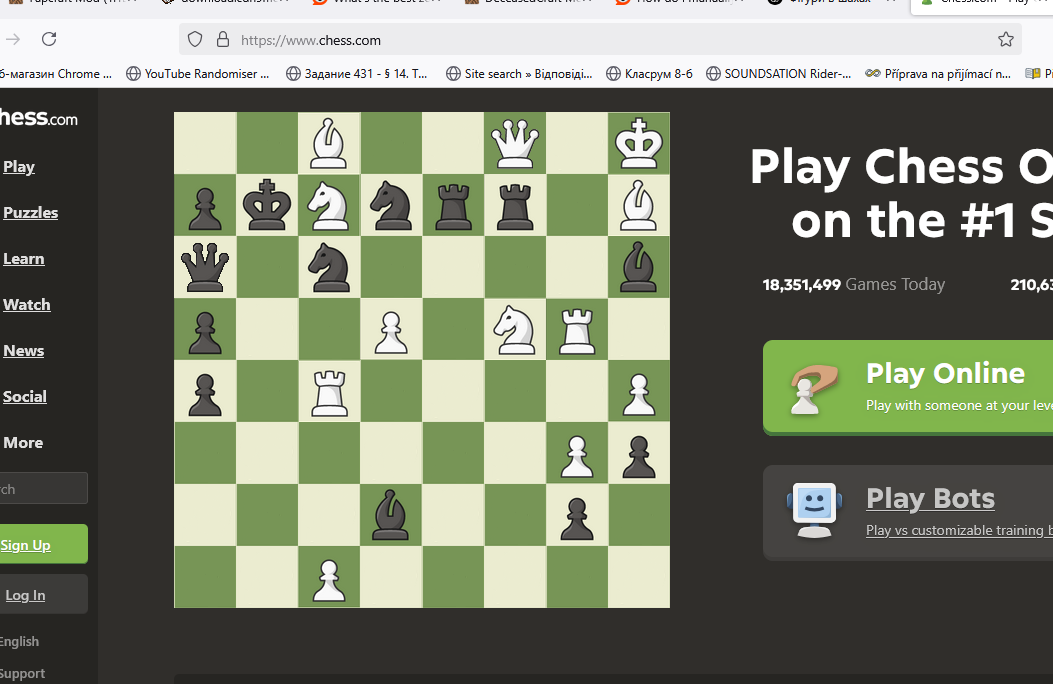 https://www.chess.com
YouTube Randomiser ...
Задание 431 - § 14. Т...
Site search » Відповіді...
Класрум 8-б
SOUNDSATION Rider-...
Příprava na přijímací n...
б-магазин Chrome ...
hess.com
Play
Puzzles
Learn
Watch
News
Social
More
rch
Sign Up
Log In
English
Support
Play Chess O
on the #1 S
18,351,499 Games Today
210,63
Play Online
Play with someone at your leve
Play Bots
Play vs customizable training b